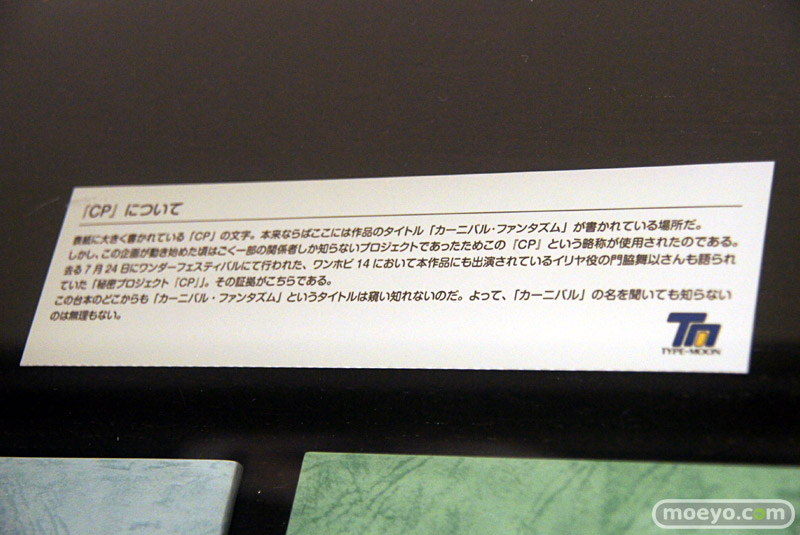 「CP」について
表紙に大きく書かれている「CP」の文字。本来ならばここには作品のタイトル「カーニバル・ファンタズム」が書かれている場所だ。
しかし、この企画が動き始めた頃はごく一部の関係者しか知らないプロジェクトであったためこの「CP」という略称が使用されたのである。
去る7月24日にワンダーフェスティバルにて行われた、ワンホビ14において本作品にも出演されているイリヤ役の門脇舞以さんも語られ
ていた「秘密プロジェクト『CP』」。その証拠がこちらである。
この台本のどこからも「カーニバル・ファンタズム」というタイトルは窺い知れないのだ。よって、「カーニバル」の名を聞いても知らない
のは無理もない。
TYPE-MOON
moeyo.com